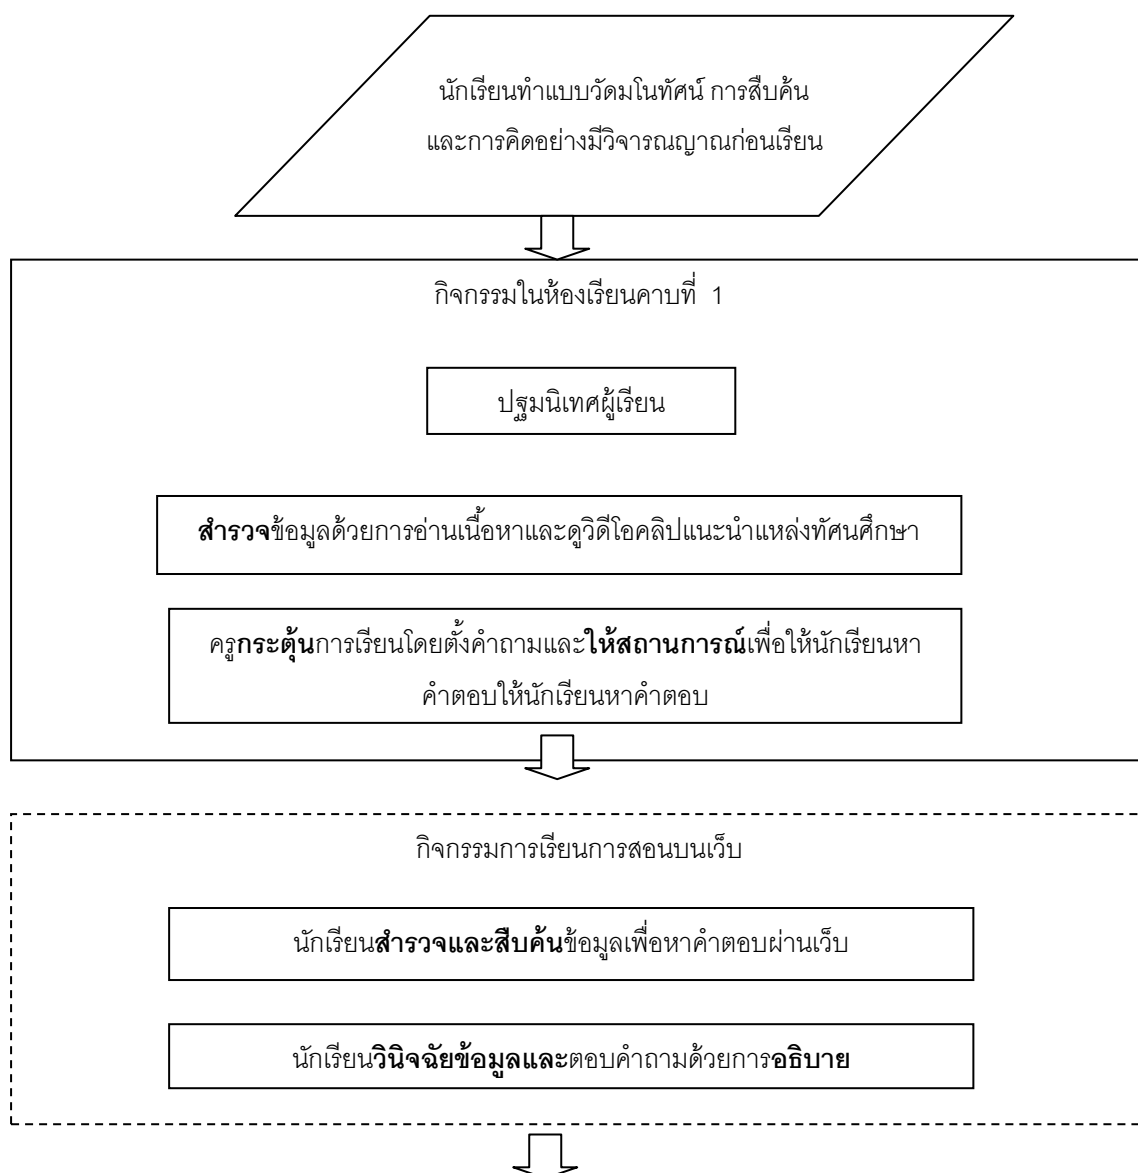 นักเรียนทำแบบวัดมโนทัศน์ การสืบค้น
และการคิดอย่างมีวิจารณญาณก่อนเรียน
กิจกรรมในห้องเรียนคาบที่ 1
ปฐมนิเทศผู้เรียน
สำรวจข้อมูลด้วยการอ่านเนื้อหาและดูวิดีโอคลิปแนะนำแหล่งทัศนศึกษา
ครูกระตุ้นการเรียนโดยตั้งคำถามและให้สถานการณ์เพื่อให้นักเรียนหา
คำตอบให้นักเรียนหาคำตอบ
กิจกรรมการเรียนการสอนบนเว็บ
นักเรียนสำรวจและสืบค้นข้อมูลเพื่อหาคำตอบผ่านเว็บ
นักเรียนวินิจฉัยข้อมูลและตอบคำถามด้วยการอธิบาย